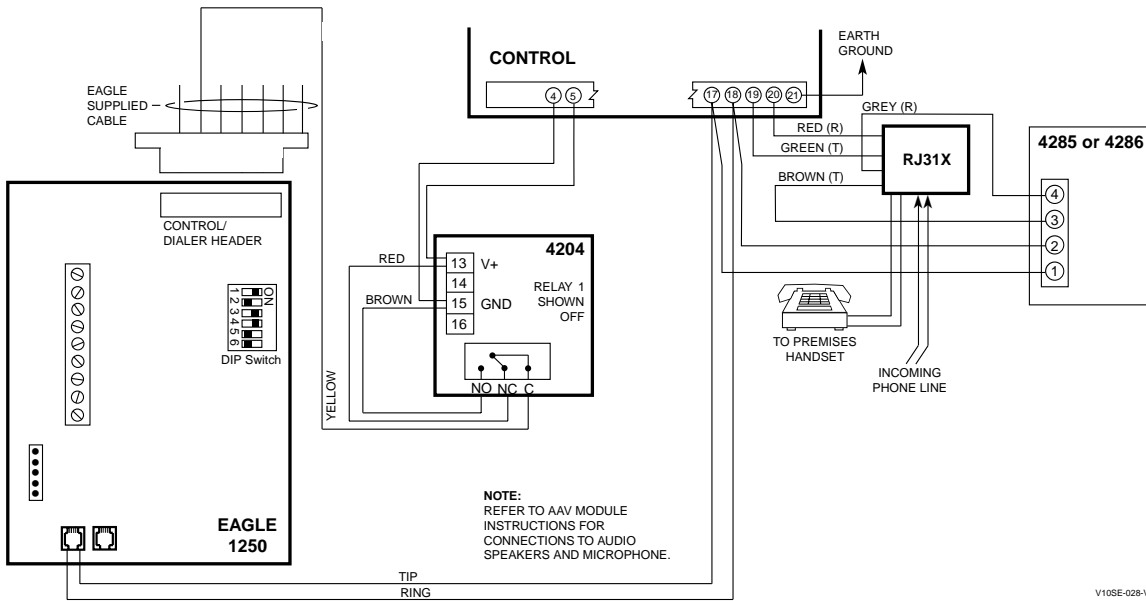 CONTROL
EARTH
GROUND
EAGLE
SUPPLIED
CABLE
4 5
17 18 19 20 21
GREY (R)
RED (R)
GREEN (T)
BROWN (T)
RJ31X
4285 or 4286
4
3
2
1
CONTROL/
DIALER HEADER
ON
1 2 3 4 5 6
DIP Switch
EAGLE
1250
YELLOW
RED
BROWN
4204
13 V+
14
15 GND
16
RELAY 1
SHOWN
OFF
NO NC C
TO PREMISES
HANDSET
INCOMING
PHONE LINE
NOTE:
REFER TO AAV MODULE
INSTRUCTIONS FOR
CONNECTIONS TO AUDIO
SPEAKERS AND MICROPHONE.
TIP
RING